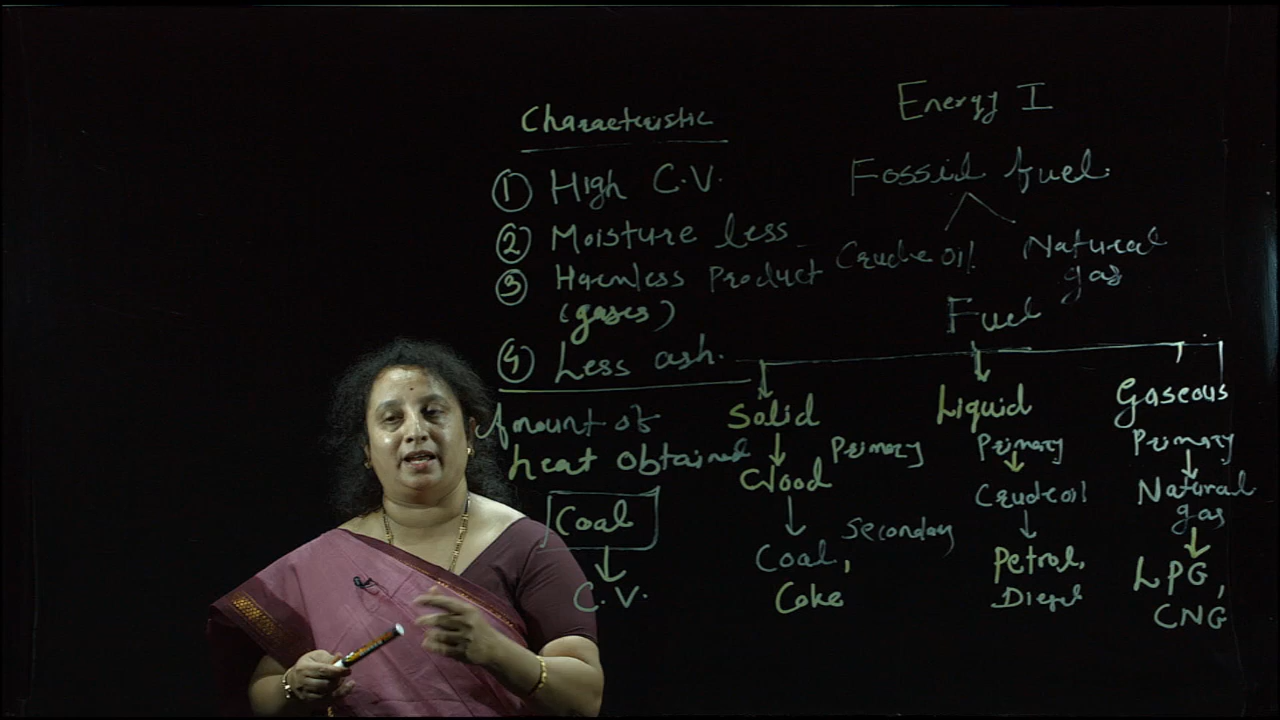 Characteristic
① High C.V.
② Moisture less
③ Harmless Product
(gases)
④ Less ash.
Amount of
heat obtained
Coal
C.V.
Energy I
Fossil fuel.
Crude oil
Natural
gas
Fuel
Solid
Wood
Primary
Coal,
Coke
Secondary
Liquid
Primary
Crude oil
Petrol,
Diesel
Gaseous
Primary
Natural
gas
LPG,
CNG